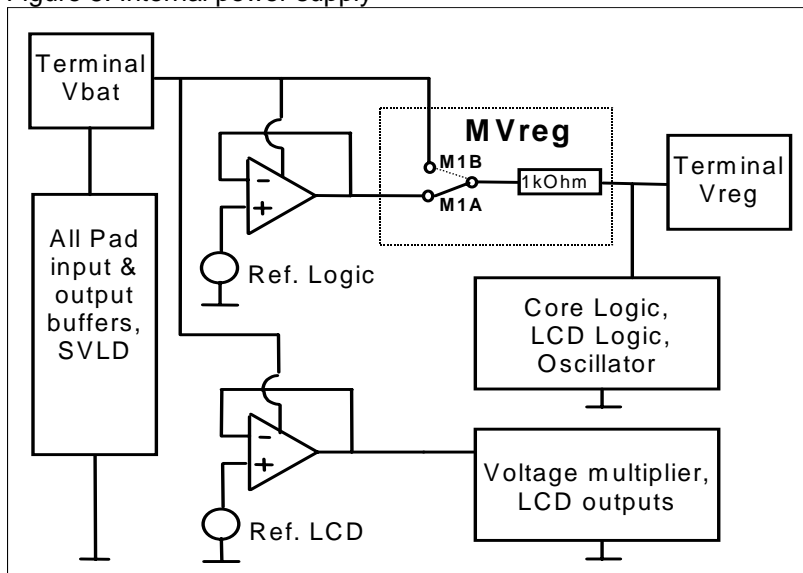 Figure Internal power supply
Terminal
Vbat
MVreg
M1B
M1A
1kOhm
Terminal
Vreg
-
+
Ref. Logic
All Pad
input &
output
buffers,
SVLD
Core Logic,
LCD Logic,
Oscillator
-
+
Ref. LCD
Voltage multiplier,
LCD outputs